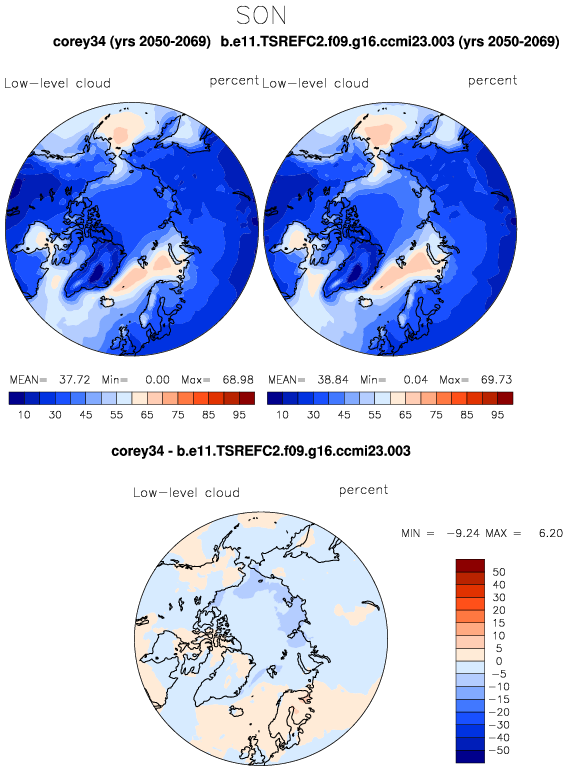 SON
corey34 (yrs 2050-2069) b.e11.TSREFC2.f09.g16.ccmi23.003 (yrs 2050-2069)
Low-level cloud percent Low-level cloud percent
MEAN= 37.72 Min= 0.00 Max= 68.98 MEAN= 38.84 Min= 0.04 Max= 69.73
10 30 45 55 65 75 85 95 10 30 45 55 65 75 85 95
corey34 - b.e11.TSREFC2.f09.g16.ccmi23.003
Low-level cloud percent
MIN = -9.24 MAX = 6.20
50
40
30
20
15
10
5
0
-5
-10
-15
-20
-30
-40
-50